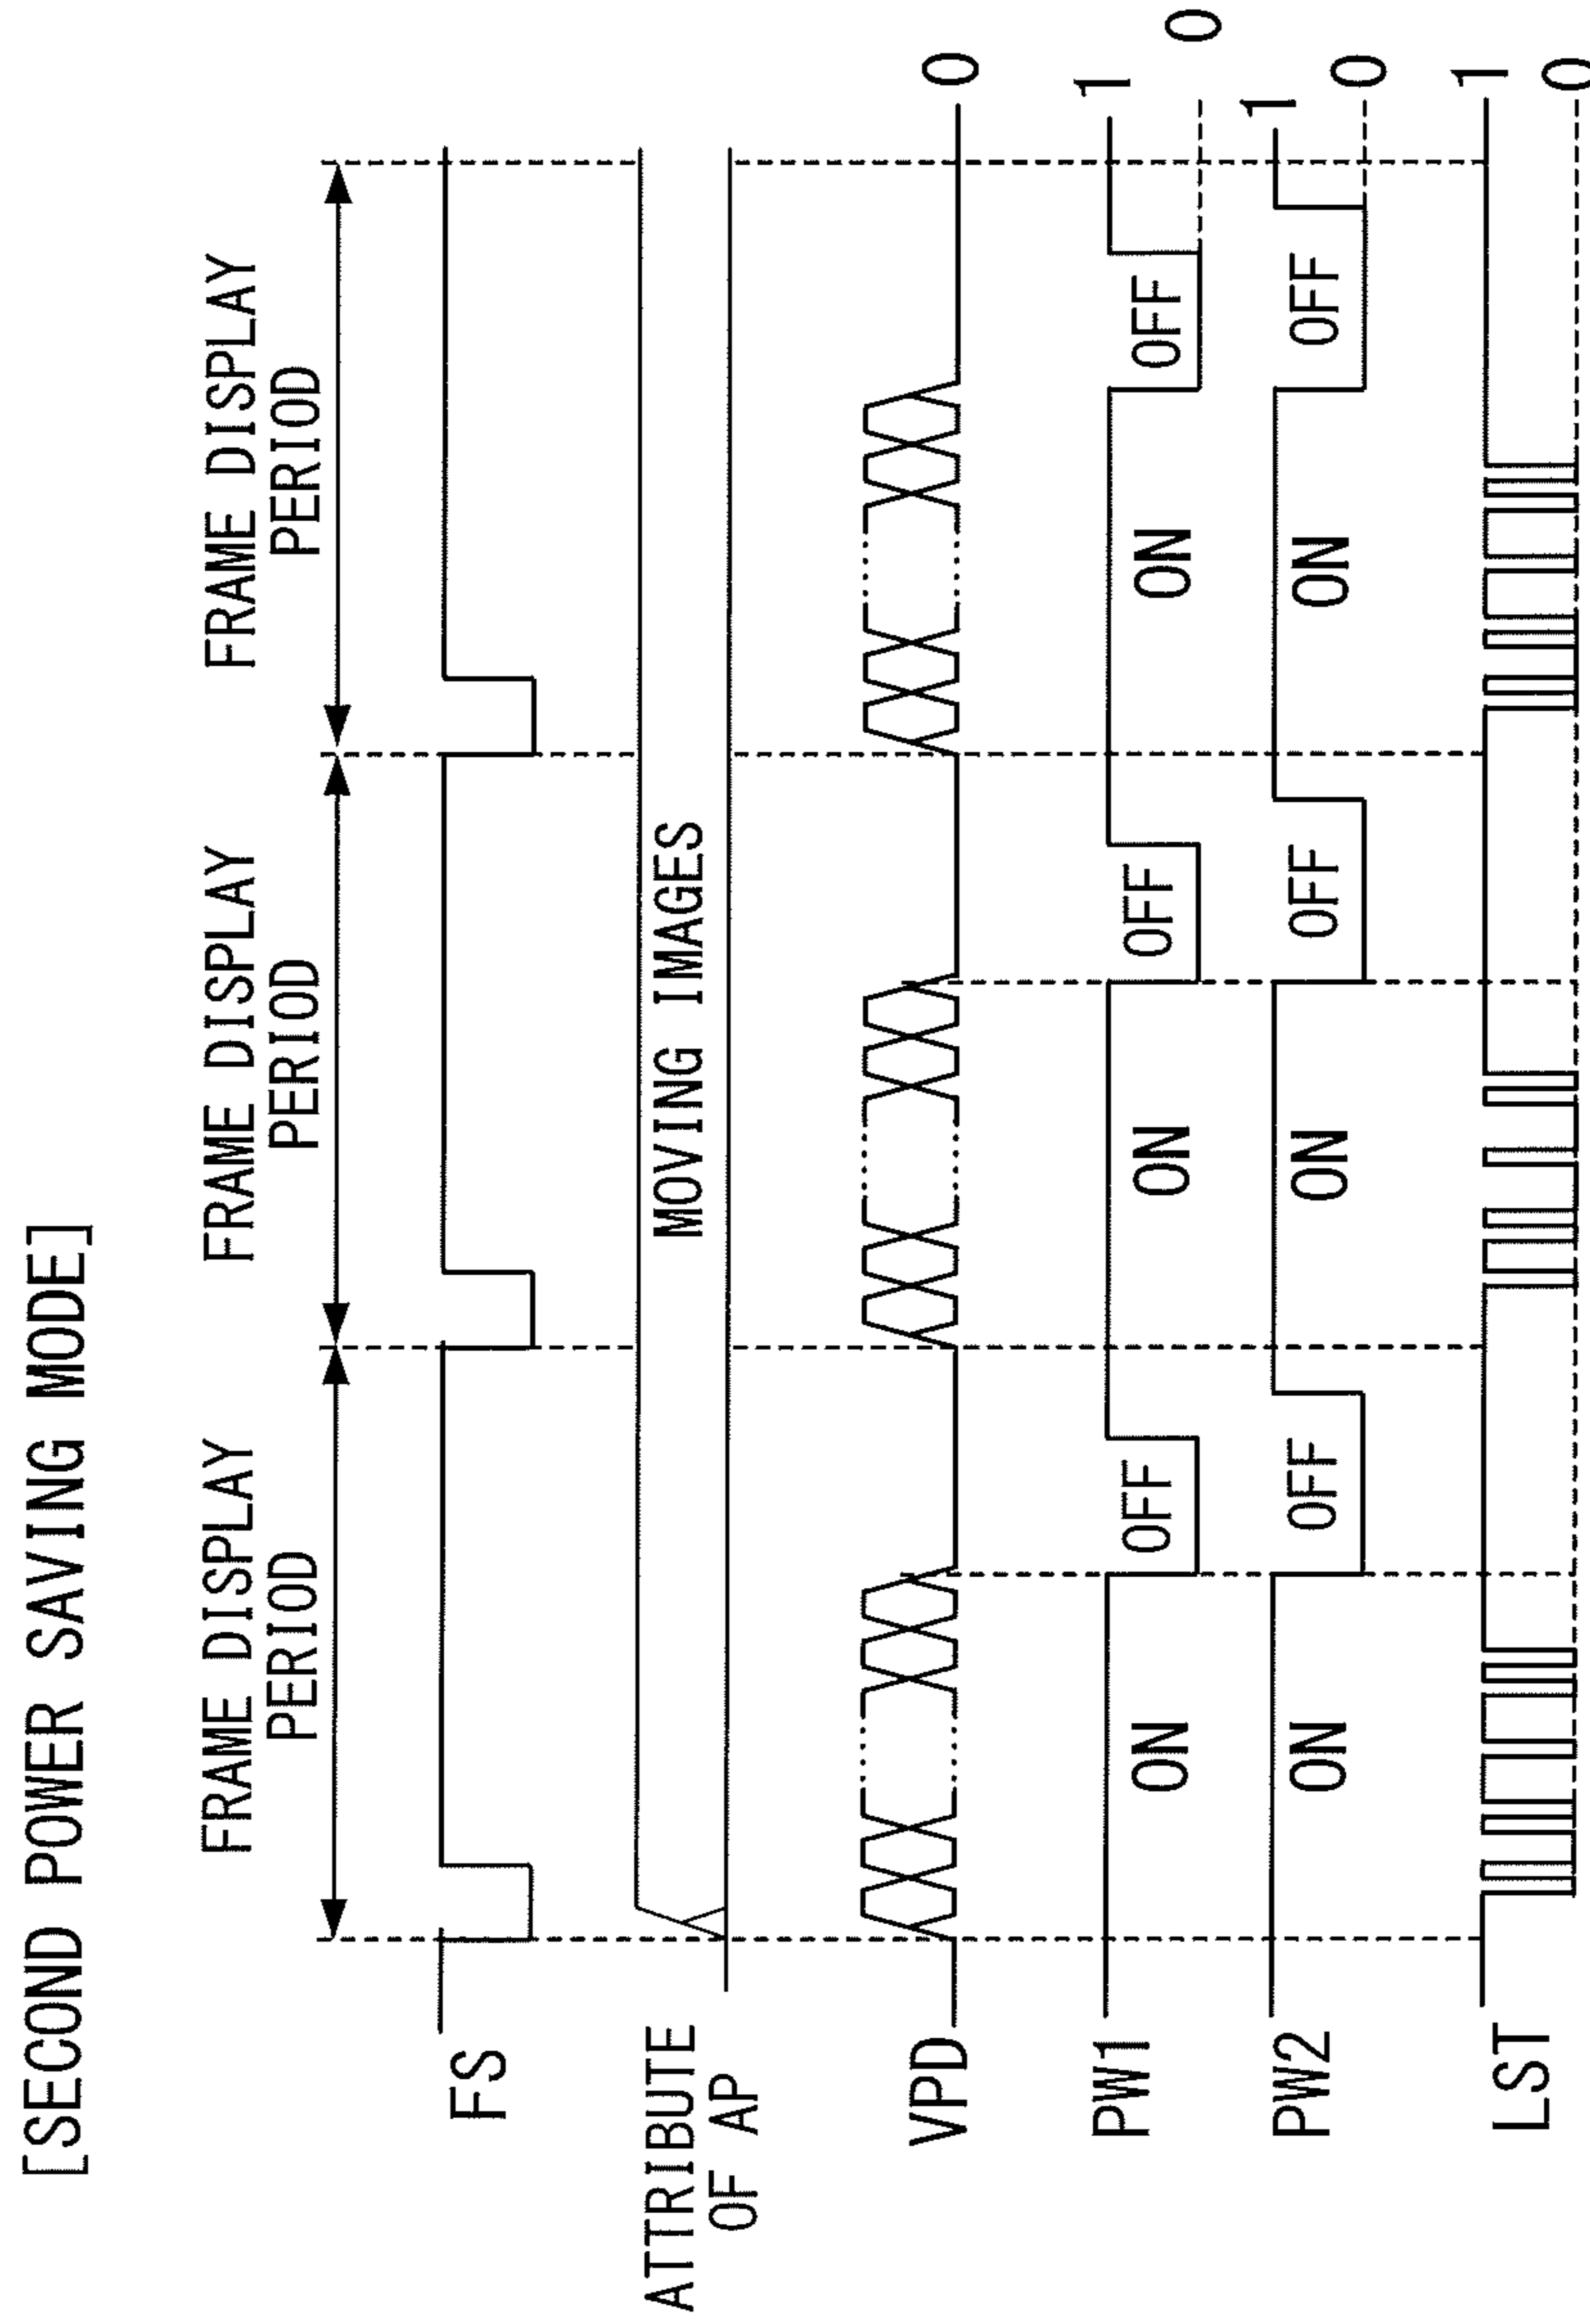 [SECOND POWER SAVING MODE]
FRAME DISPLAY
PERIOD
FRAME DISPLAY
PERIOD
FRAME DISPLAY
PERIOD
FS
ATTRIBUTE
OF AP
MOVING IMAGES
VPD
0
PW1
ON
OFF
ON
OFF
ON
OFF
1
0
PW2
ON
OFF
ON
OFF
ON
OFF
1
0
LST
1
0